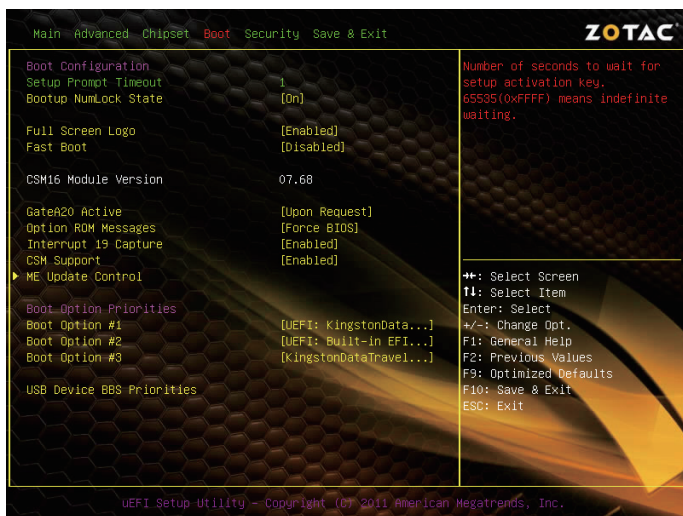 Main Advanced Chipset Boot Security Save & Exit
ZOTAC
Boot Configuration
Setup Prompt Timeout 1
Bootup NumLock State [On]
Full Screen Logo [Enabled]
Fast Boot [Disabled]
CSM16 Module Version 07.68
GateA20 Active [Upon Request]
Option ROM Messages [Force BIOS]
Interrupt 19 Capture [Enabled]
CSM Support [Enabled]
ME Update Control
Boot Option Priorities
Boot Option #1 [UEFI: KingstonData...]
Boot Option #2 [UEFI: Built-in EFI...]
Boot Option #3 [KingstonDataTravel...]
USB Device BBS Priorities
Number of seconds to wait for
setup activation key.
65535(0xFFFF) means indefinite
waiting.
→←: Select Screen
↑↓: Select Item
Enter: Select
+/-: Change Opt.
F1: General Help
F2: Previous Values
F9: Optimized Defaults
F10: Save & Exit
ESC: Exit
uEFI Setup Utility - Copyright (C) 2011 American Megatrends, Inc.